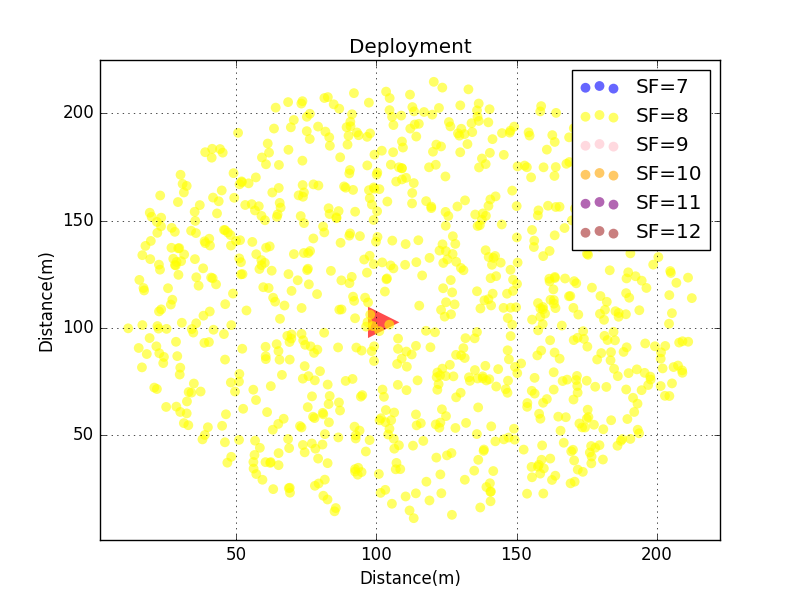 Deployment
SF=7
SF=8
SF=9
SF=10
SF=11
SF=12
200
150
100
50
Distance(m)
50
100
150
200
Distance(m)